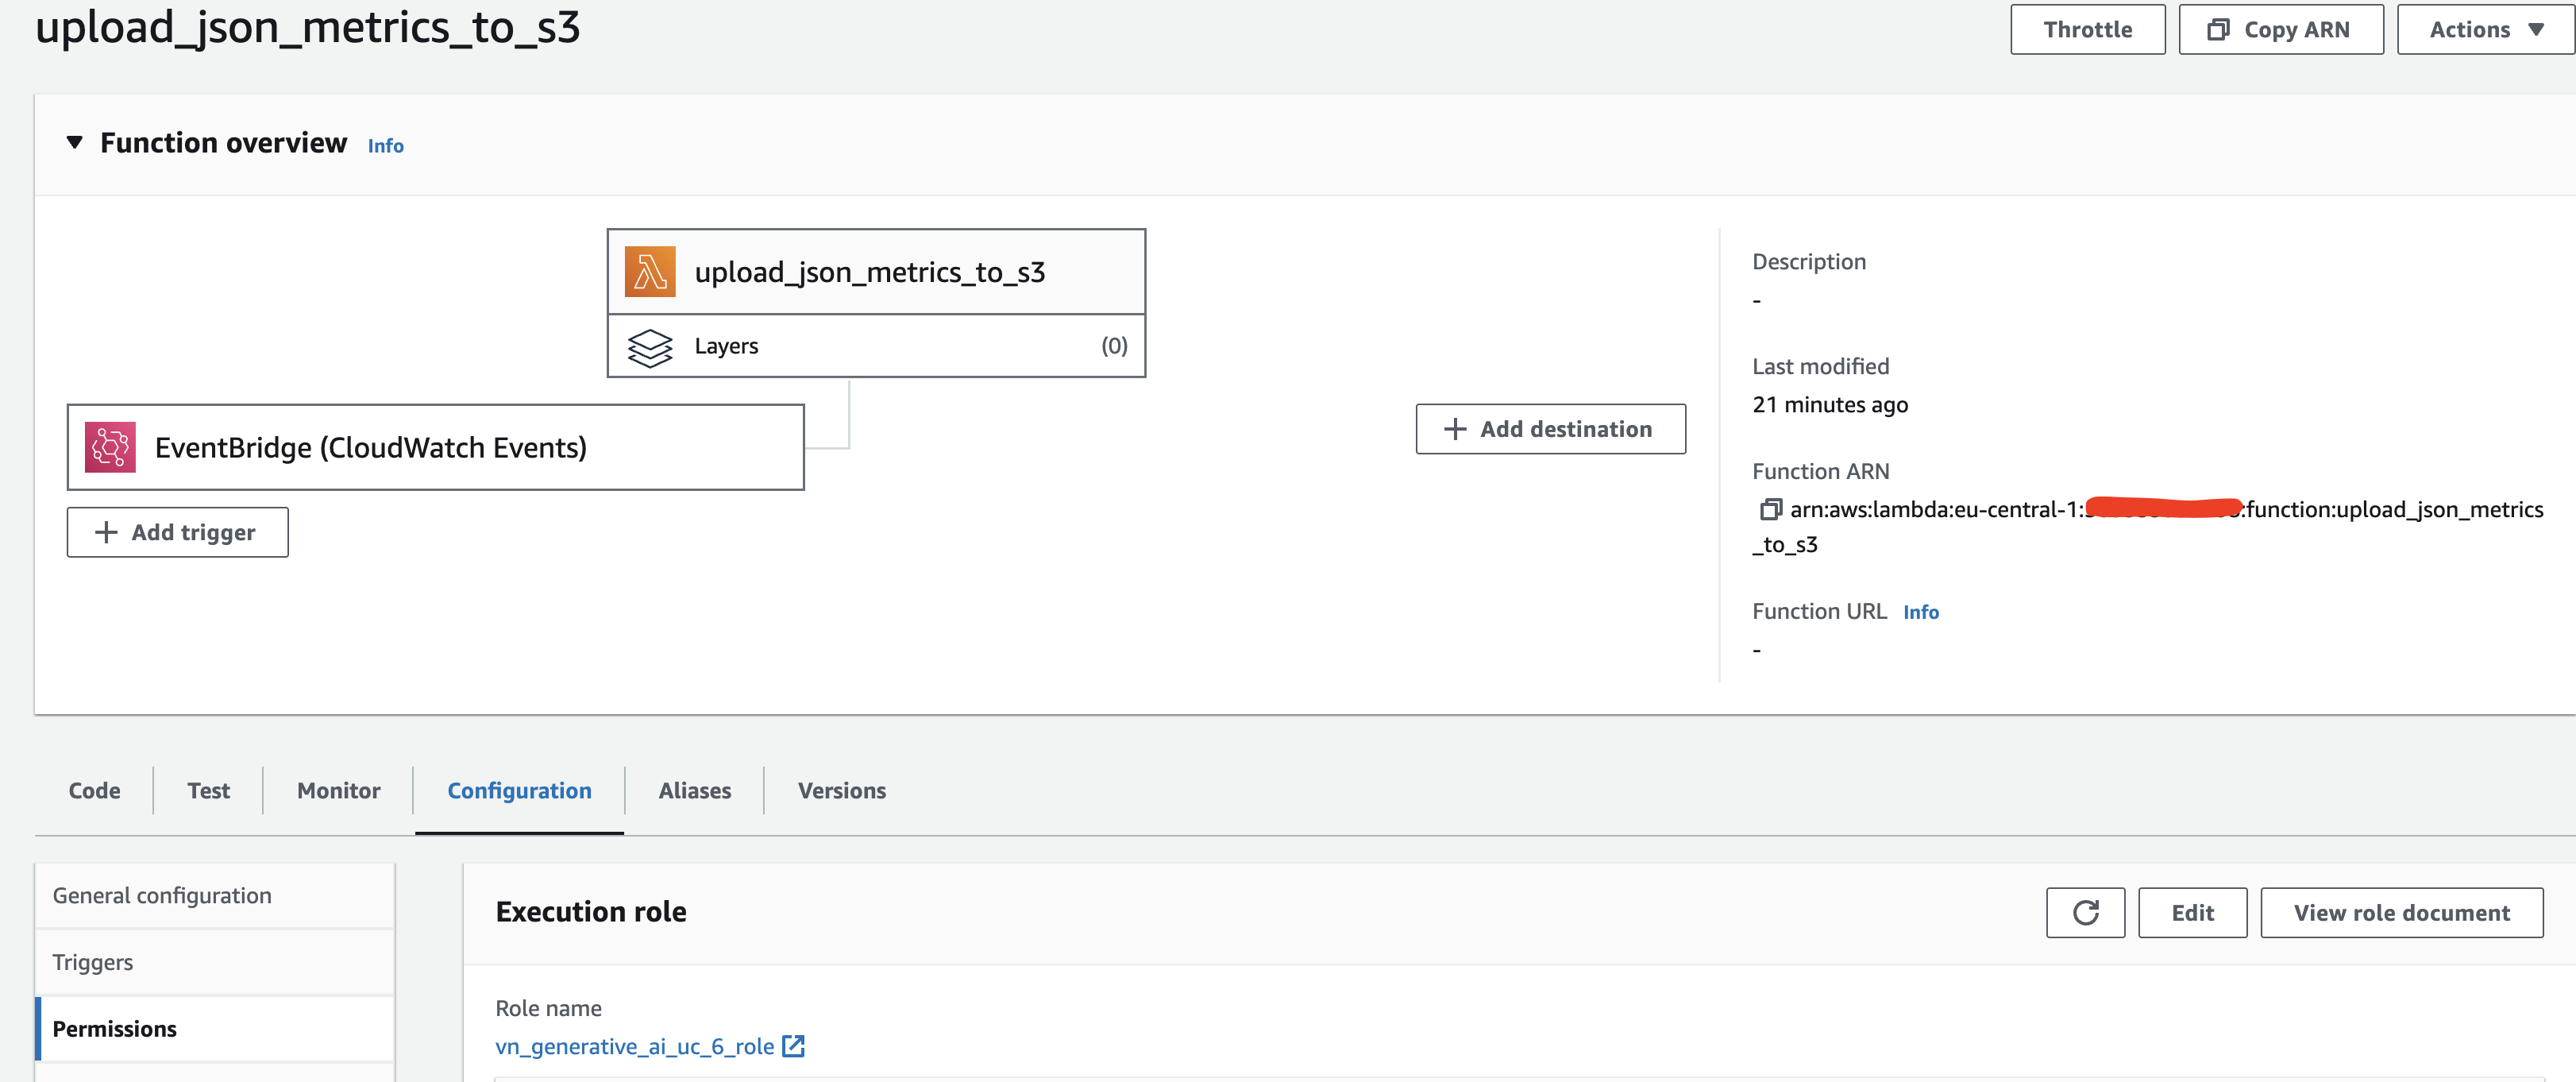 upload_json_metrics_to_s3
Throttle
Copy ARN
Actions
Function overview
Info
upload_json_metrics_to_s3
Layers
(0)
EventBridge (CloudWatch Events)
Add trigger
Add destination
Description
-
Last modified
21 minutes ago
Function ARN
arn:aws:lambda:eu-central-1: :function:upload_json_metrics
_to_s3
Function URL Info
-
Code
Test
Monitor
Configuration
Aliases
Versions
General configuration
Triggers
Permissions
Execution role
Edit
View role document
Role name
vn_generative_ai_uc_6_role